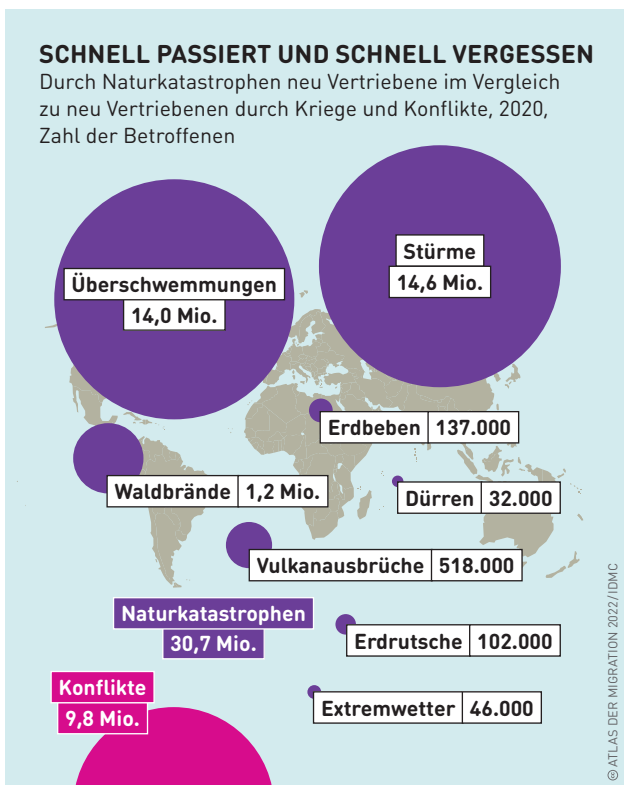 SCHNELL PASSIERT UND SCHNELL VERGESSEN
Durch Naturkatastrophen neu Vertriebene im Vergleich
zu neu Vertriebenen durch Kriege und Konflikte, 2020,
Zahl der Betroffenen
Überschwemmungen
14,0 Mio.
Stürme
14,6 Mio.
Erdbeben 137.000
Waldbrände 1,2 Mio.
Dürren 32.000
Vulkanausbrüche 518.000
Naturkatastrophen
30,7 Mio.
Erdrutsche 102.000
Konflikte
9,8 Mio.
Extremwetter 46.000
© ATLAS DER MIGRATION 2022/IDMC